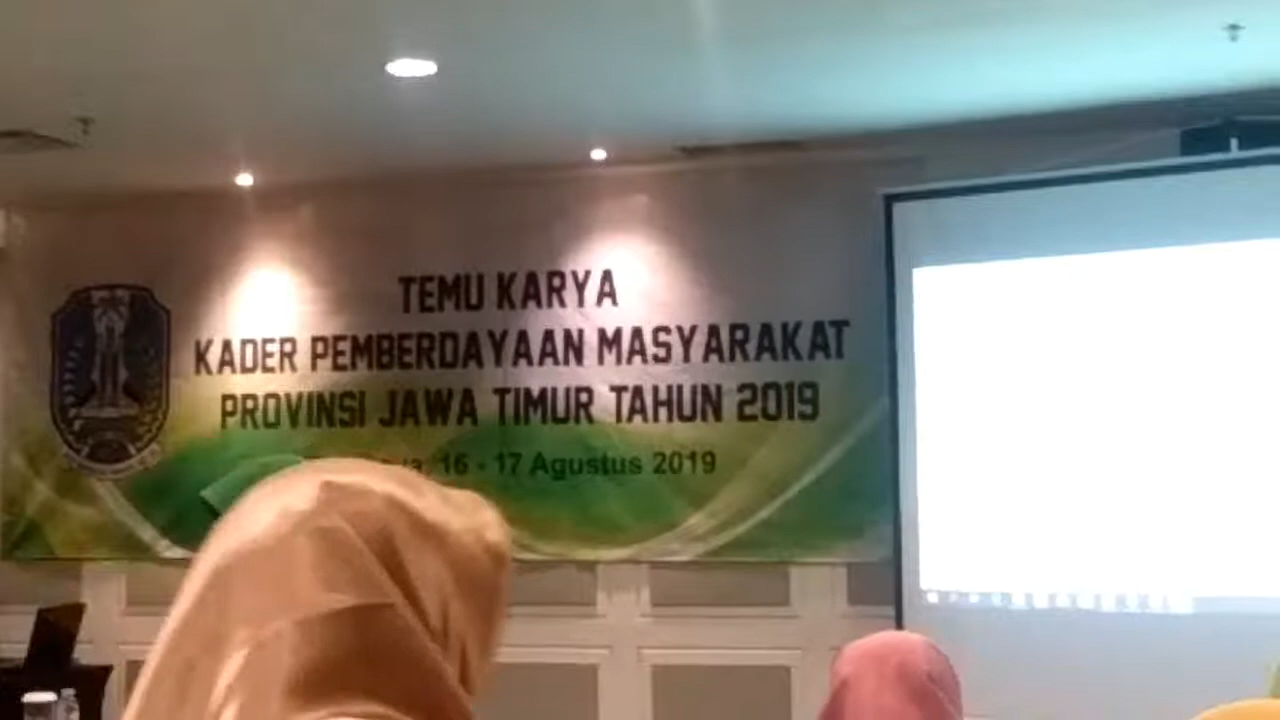 TEMU KARYA
KADER PEMBERDAYAAN MASYARAKAT
PROVINSI JAWA TIMUR TAHUN 2019
16 - 17 Agustus 2019